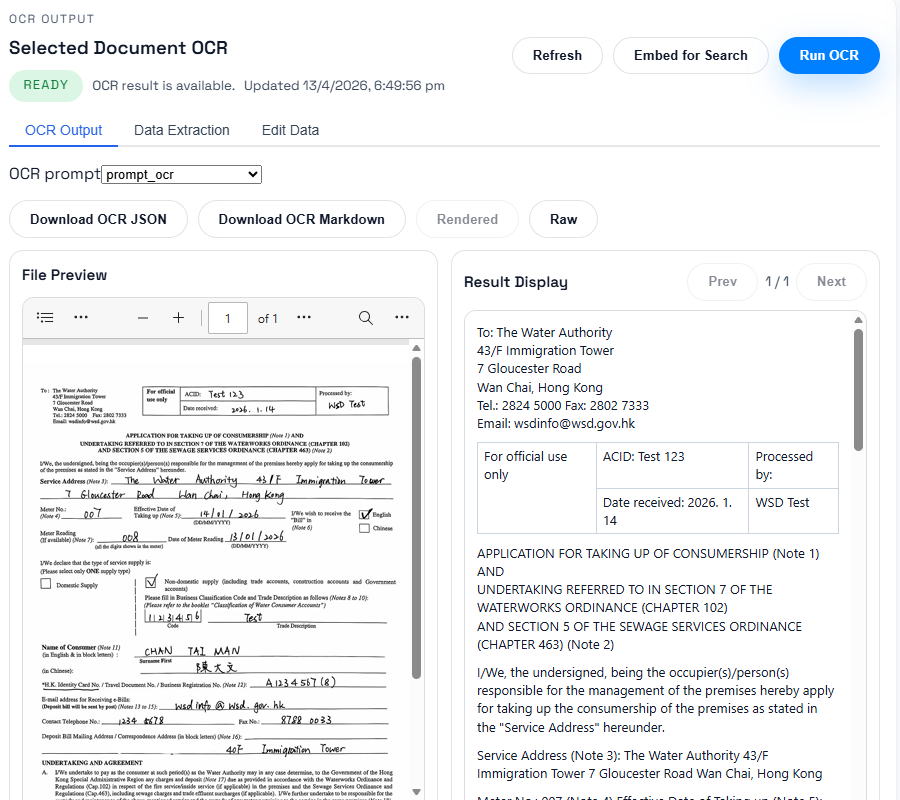 OCR OUTPUT
Selected Document OCR
Refresh
Embed for Search
Run OCR
READY
OCR result is available. Updated 13/4/2026, 6:49:56 pm
OCR Output
Data Extraction
Edit Data
OCR prompt prompt_ocr
Download OCR JSON
Download OCR Markdown
Rendered
Raw
File Preview
1 of 1
To : The Water Authority
43/F Immigration Tower
7 Gloucester Road
Wan Chai, Hong Kong
Tel.: 2824 5000 Fax: 2802 7333
Email: wsdinfo@wsd.gov.hk
For official use only
ACID: Test 123
Date received: 2026. 1. 14
Processed by:
WSD Test
APPLICATION FOR TAKING UP OF CONSUMERSHIP (Note 1) AND
UNDERTAKING REFERRED TO IN SECTION 7 OF THE WATERWORKS ORDINANCE (CHAPTER 102)
AND SECTION 5 OF THE SEWAGE SERVICES ORDINANCE (CHAPTER 463) (Note 2)
I/We, the undersigned, being the occupier(s)/person(s) responsible for the management of the premises hereby apply for taking up the consumership
of the premises as stated in the "Service Address" hereunder.
Service Address (Note 3): The Water Authority 43/F Immigration Tower
7 Gloucester Road Wan Chai, Hong Kong
Meter No.: (Note 4) 007
Effective Date of Taking up (Note 5): 14/01/2026
(DD/MM/YYYY)
I/We wish to receive the "Bill" in (Note 6)
English
Chinese
Meter Reading (If available) (Note 7): 008
(all the digits shown in the meter)
Date of Meter Reading 13/01/2026
(DD/MM/YYYY)
I/We declare that the type of service supply is:
(Please select only ONE supply type)
Domestic Supply
Non-domestic supply (including trade accounts, construction accounts and Government accounts)
Please fill in Business Classification Code and Trade Description as follows (Notes 8 to 10):
(Please refer to the booklet "Classification of Water Consumer Accounts")
123456 Test
Code Trade Description
Name of Consumer (Note 11)
(in English & in block letters) : CHAN TAI MAN
Surname First
(in Chinese): 陳大文
*H.K. Identity Card No. / Travel Document No. / Business Registration No. (Note 12): A1234567(8)
E-mail address for Receiving e-Bills:
(Deposit bill will be sent by post) (Notes 13 to 15): wsdinfo@wsd.gov.hk
Contact Telephone No.: 1234 5678 Fax No.: 8788 0033
Deposit Bill Mailing Address / Correspondence Address (in block letters) (Note 16):
40F Immigration Tower
UNDERTAKING AND AGREEMENT
A. I/We undertake to pay as the consumer at such period(s) as the Water Authority may in any case determine, to the Government of the Hong
Kong Special Administrative Region any charges and deposit (Note 17) due as provided in accordance with the Waterworks Ordinance and
Regulations (Cap.102) in respect of the fire service/inside service (if applicable) in the premises and the Sewage Services Ordinance and
Regulations (Cap.463), including sewage charges and trade effluent surcharges (if applicable). I/We further undertake to be responsible for the
Result Display
Prev
1 / 1
Next
To: The Water Authority
43/F Immigration Tower
7 Gloucester Road
Wan Chai, Hong Kong
Tel.: 2824 5000 Fax: 2802 7333
Email: wsdinfo@wsd.gov.hk
For official use only
ACID: Test 123
Processed by:
Date received: 2026. 1. 14
WSD Test
APPLICATION FOR TAKING UP OF CONSUMERSHIP (Note 1)
AND
UNDERTAKING REFERRED TO IN SECTION 7 OF THE
WATERWORKS ORDINANCE (CHAPTER 102)
AND SECTION 5 OF THE SEWAGE SERVICES ORDINANCE
(CHAPTER 463) (Note 2)
I/We, the undersigned, being the occupier(s)/person(s)
responsible for the management of the premises hereby apply
for taking up the consumership of the premises as stated in
the "Service Address" hereunder.
Service Address (Note 3): The Water Authority 43/F
Immigration Tower 7 Gloucester Road Wan Chai, Hong Kong